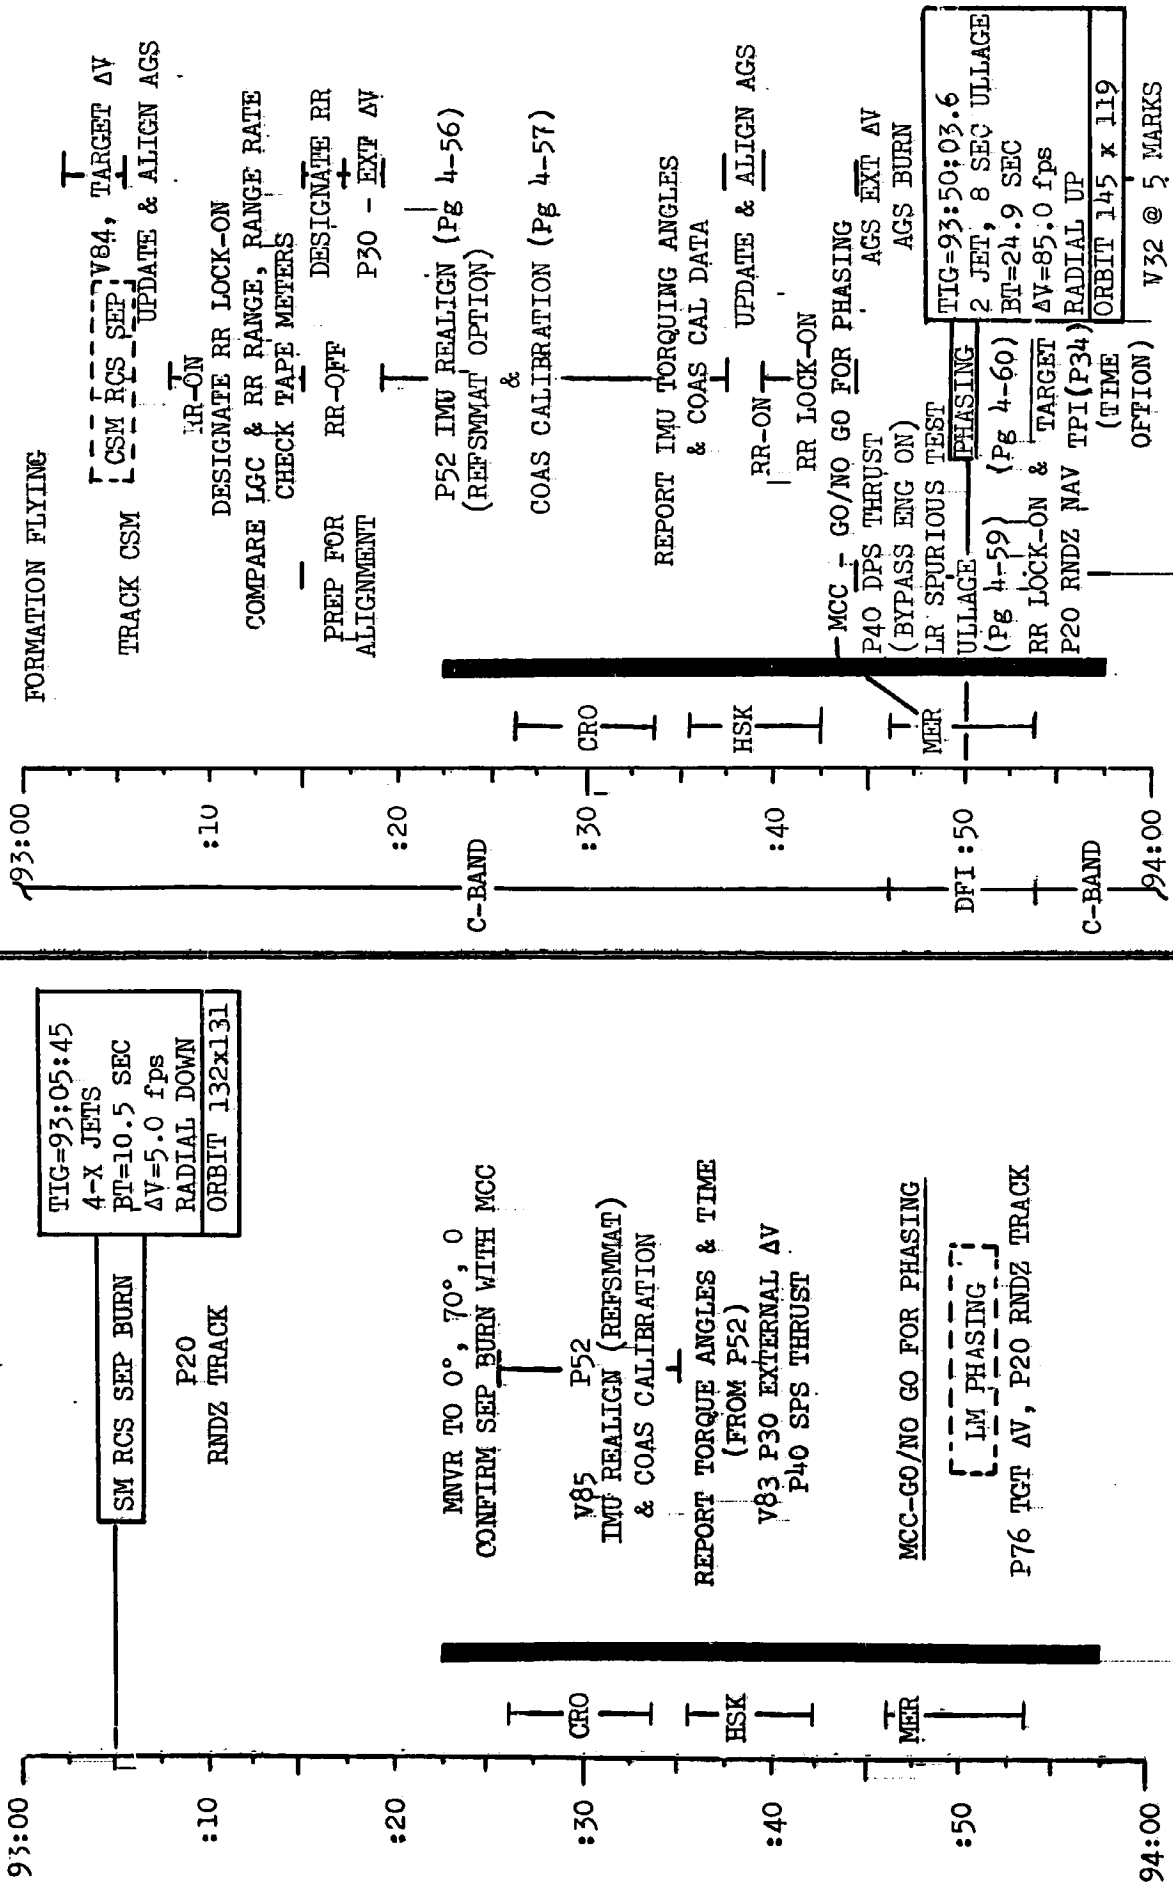 93:00
:10
:20
:30
:40
:50
94:00
CRO
HSK
MER
SM RCS SEP BURN
TIG=93:05:45
4-X JETS
BT=10.5 SEC
ΔV=5.0 fps
RADIAL DOWN
ORBIT 132x131
P20
RNDZ TRACK
MNVR TO 0°, 70°, 0
CONFIRM SEP BURN WITH MCC
V85 P52
IMU REALIGN (REFSMMAT)
& COAS CALIBRATION
REPORT TORQUE ANGLES & TIME
(FROM P52)
V83 P30 EXTERNAL ΔV
P40 SPS THRUST
MCC-GO/NO GO FOR PHASING
LM PHASING
P76 TGT ΔV, P20 RNDZ TRACK
93:00
:10
:20
:30
:40
:50
94:00
C-BAND
DFI
C-BAND
CRO
HSK
MER
FORMATION FLYING
TRACK CSM
CSM RCS SEP
V84, TARGET ΔV
UPDATE & ALIGN AGS
RR-ON
DESIGNATE RR LOCK-ON
COMPARE LGC & RR RANGE, RANGE RATE
CHECK TAPE METERS
PREP FOR RR-OFF DESIGNATE RR
ALIGNMENT P30 - EXT ΔV
P52 IMU REALIGN (Pg 4-56)
(REFSMMAT OPTION)
&
COAS CALIBRATION (Pg 4-57)
REPORT IMU TORQUING ANGLES
& COAS CAL DATA
UPDATE & ALIGN AGS
RR-ON
RR LOCK-ON
MCC - GO/NO GO FOR PHASING
P40 DPS THRUST AGS EXT ΔV
(BYPASS ENG ON) AGS BURN
LR SPURIOUS TEST
ULLAGE PHASING
(Pg 4-59) (Pg 4-60)
RR LOCK-ON & TARGET
P20 RNDZ NAV TPI(P34)
(TIME
OPTION)
TIG=93:50:03.6
2 JET, 8 SEC ULLAGE
BT=24.9 SEC
ΔV=85.0 fps
RADIAL UP
ORBIT 145 x 119
V32 @ 5 MARKS